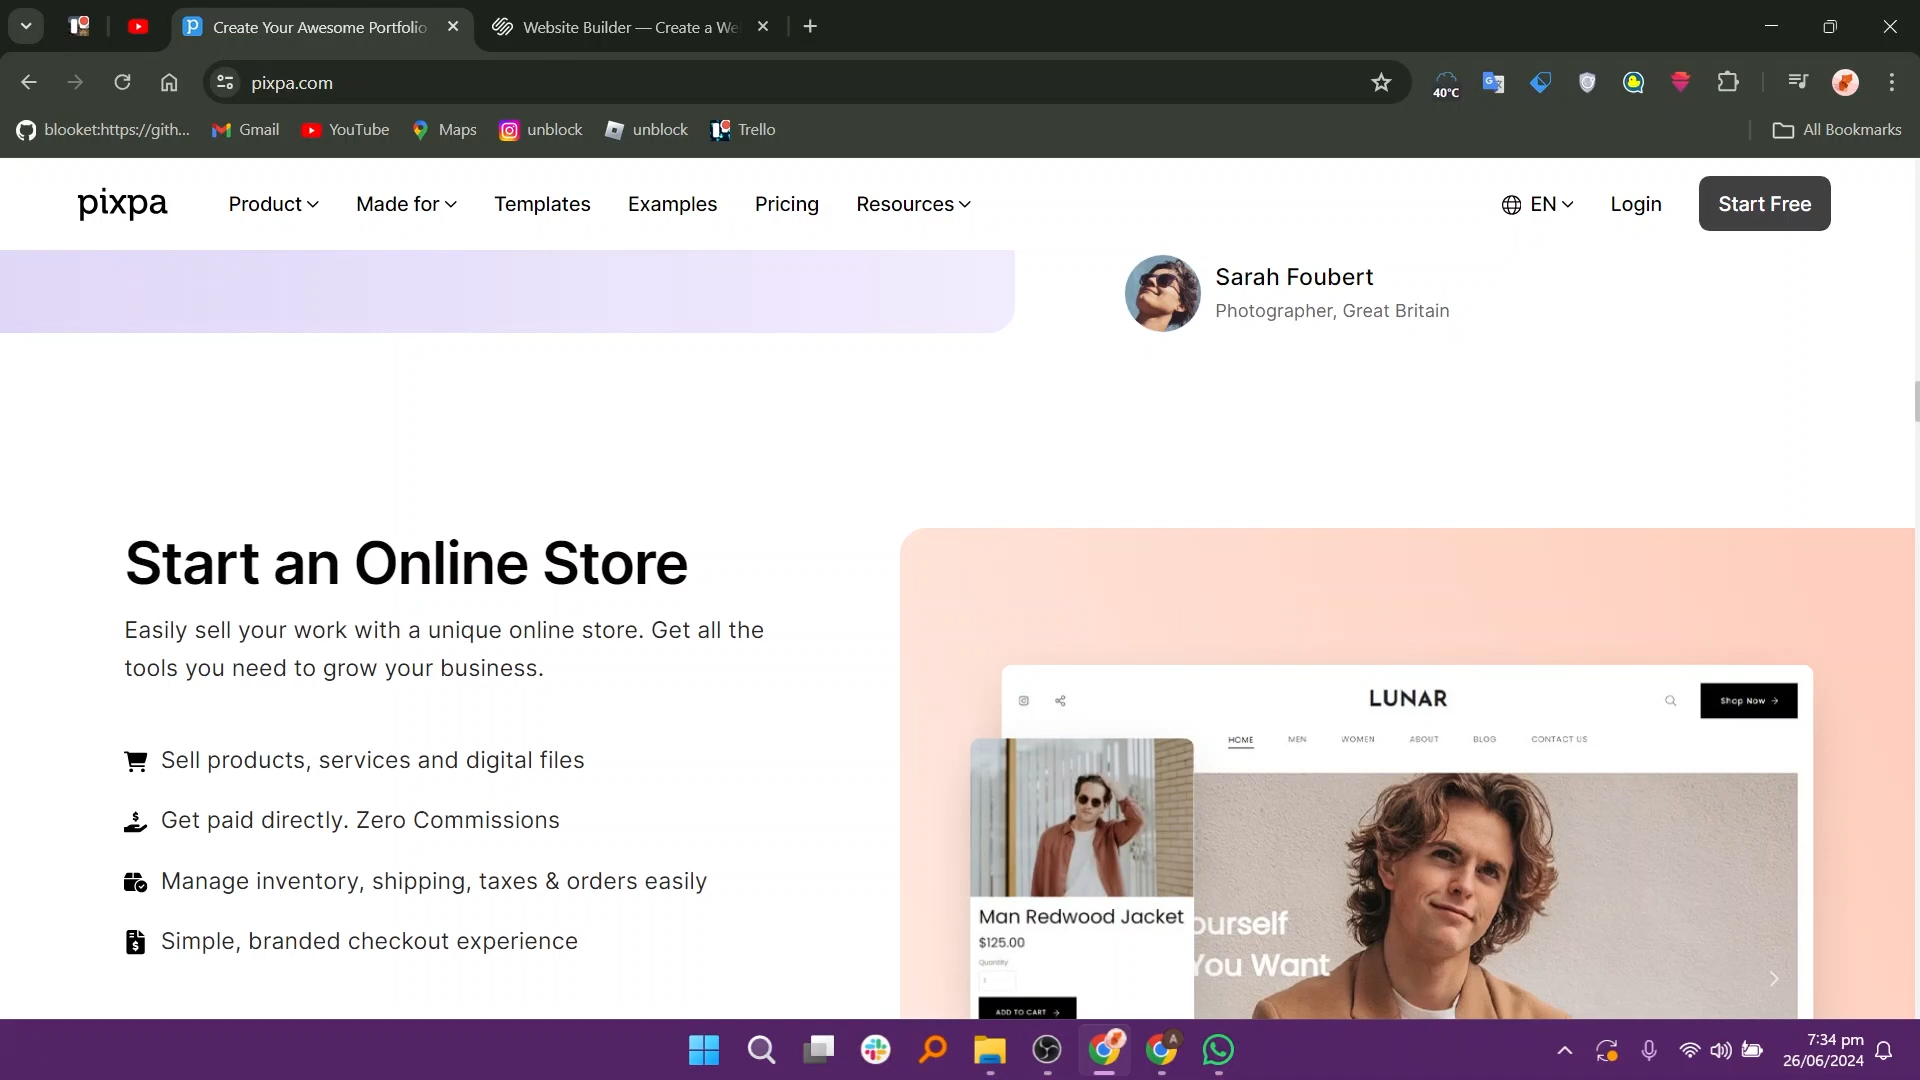 Create Your Awesome Portfolio
Website Builder — Create a We
pixpa.com
40°C
blooket:https://gith...
Gmail
YouTube
Maps
unblock
unblock
Trello
All Bookmarks
pixpa
Product
Made for
Templates
Examples
Pricing
Resources
EN
Login
Start Free
Sarah Foubert
Photographer, Great Britain
Start an Online Store
Easily sell your work with a unique online store. Get all the
tools you need to grow your business.
Sell products, services and digital files
Get paid directly. Zero Commissions
Manage inventory, shipping, taxes & orders easily
Simple, branded checkout experience
LUNAR
Shop Now →
HOME
MEN
WOMEN
ABOUT
BLOG
CONTACT US
Man Redwood Jacket
$125.00
Quantity
1
ADD TO CART →
ourself
You Want
A
7:34 pm
26/06/2024